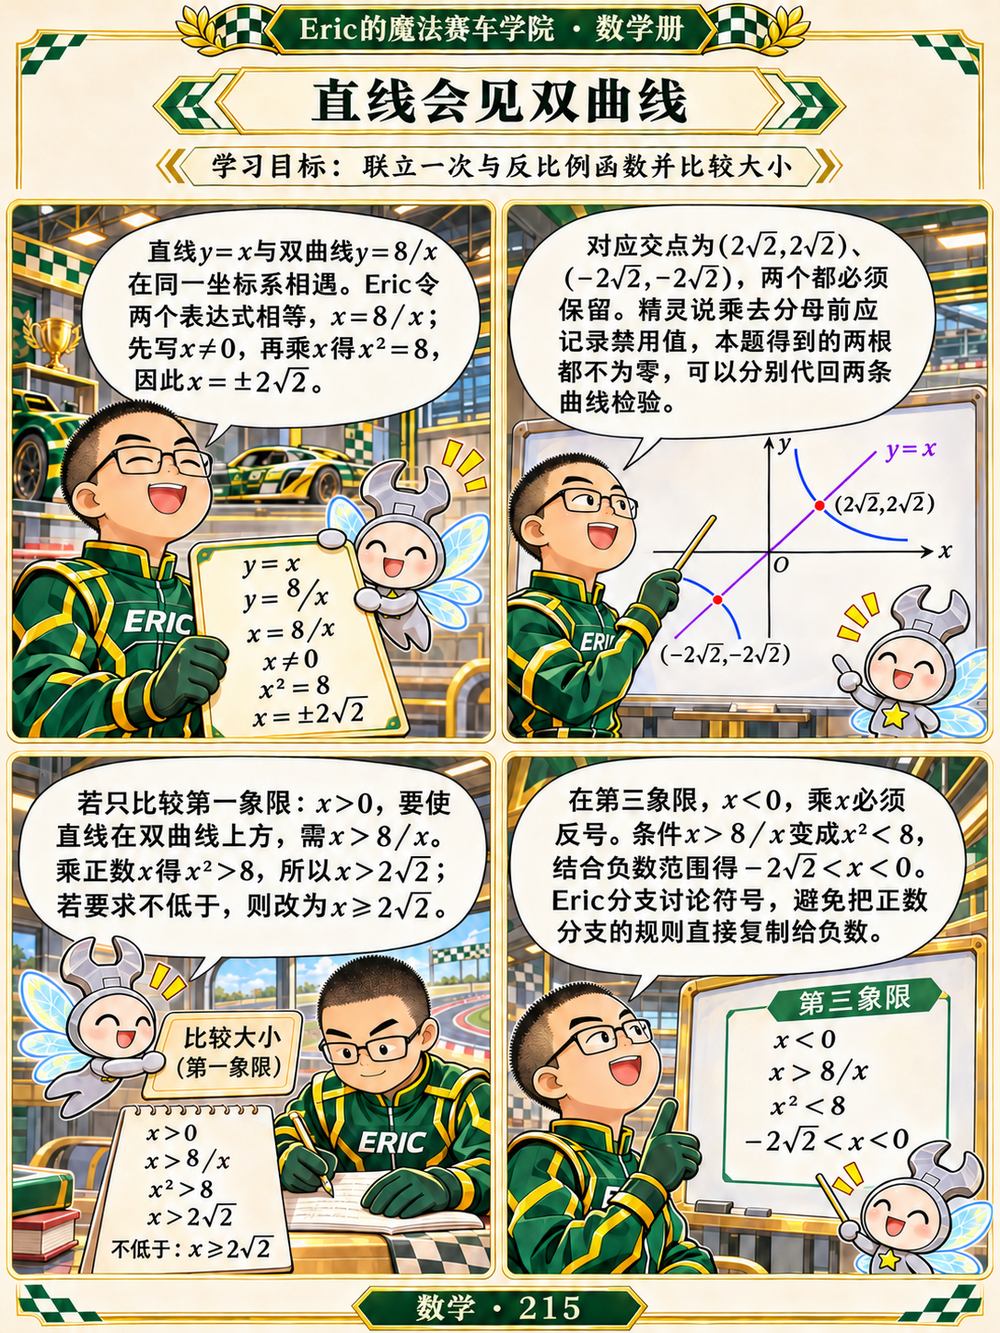 Eric的魔法赛车学院 · 数学册
直线会见双曲线
学习目标：联立一次与反比例函数并比较大小
直线y=x与双曲线y=8/x
在同一坐标系相遇。Eric令
两个表达式相等，x=8/x；
先写x≠0，再乘x得x²=8，
因此x=±2√2。
ERIC
y=x
y=8/x
x=8/x
x≠0
x²=8
x=±2√2
对应交点为(2√2,2√2)、
(-2√2,-2√2)，两个都必须
保留。精灵说乘去分母前应
记录禁用值，本题得到的两根
都不为零，可以分别代回两条
曲线检验。
y
y=x
(2√2,2√2)
x
O
(-2√2,-2√2)
ERIC
若只比较第一象限：x>0，要使
直线在双曲线上方，需x>8/x。
乘正数x得x²>8，所以x>2√2；
若要求不低于，则改为x≥2√2。
比较大小
(第一象限)
ERIC
x>0
x>8/x
x²>8
x>2√2
不低于：x≥2√2
在第三象限，x<0，乘x必须
反号。条件x>8/x变成x²<8，
结合负数范围得-2√2<x<0。
Eric分支讨论符号，避免把正数
分支的规则直接复制给负数。
第三象限
x<0
x>8/x
x²<8
-2√2<x<0
数学 · 215